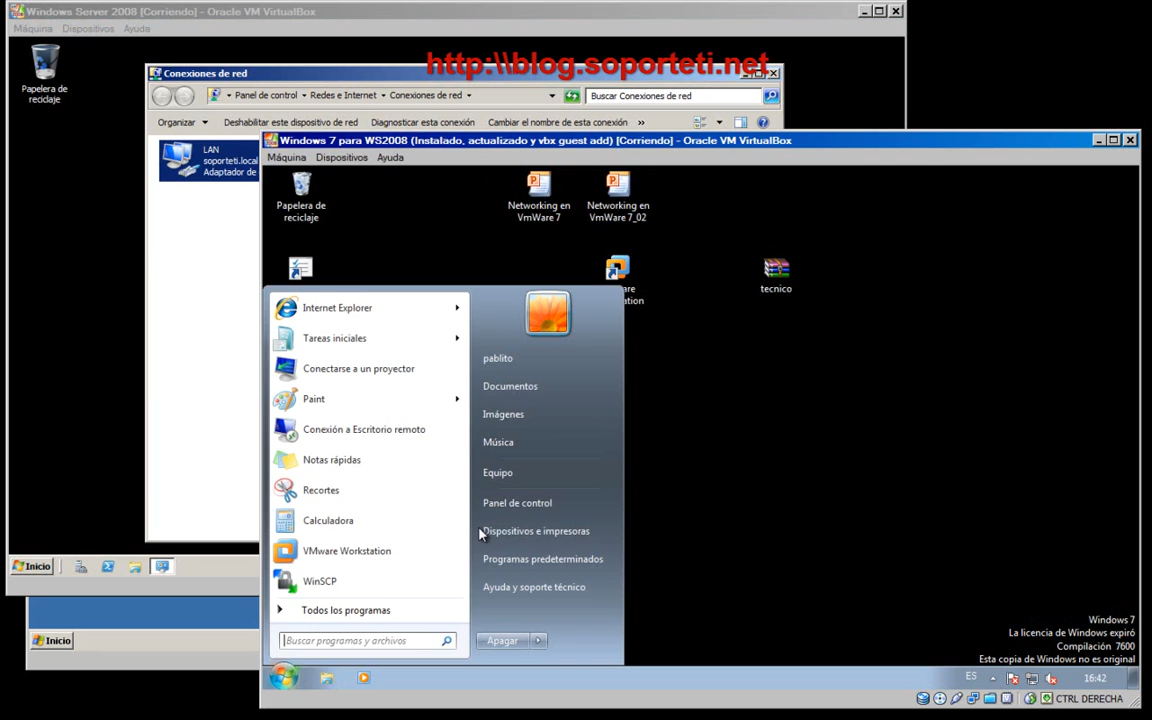 Windows Server 2008 [Corriendo] - Oracle VM VirtualBox
Máquina Dispositivos Ayuda
Papelera de
reciclaje
http:\\blog.soporteti.net
Conexiones de red
Panel de control Redes e Internet Conexiones de red
Buscar Conexiones de red
Organizar Deshabilitar este dispositivo de red Diagnosticar esta conexión Cambiar el nombre de esta conexión »
LAN
soporteti.local
Adaptador de
Windows 7 para WS2008 (Instalado, actualizado y vbx guest add) [Corriendo] - Oracle VM VirtualBox
Máquina Dispositivos Ayuda
Papelera de
reciclaje
Networking en
VmWare 7
Networking en
VmWare 7_02
tecnico
Internet Explorer
Tareas iniciales
Conectarse a un proyector
Paint
Conexión a Escritorio remoto
Notas rápidas
Recortes
Calculadora
VMware Workstation
WinSCP
Todos los programas
Buscar programas y archivos
pablito
Documentos
Imágenes
Música
Equipo
Panel de control
Dispositivos e impresoras
Programas predeterminados
Ayuda y soporte técnico
Apagar
Inicio
Inicio
Windows 7
La licencia de Windows expiró
Compilación 7600
Esta copia de Windows no es original
ES
16:42
CTRL DERECHA